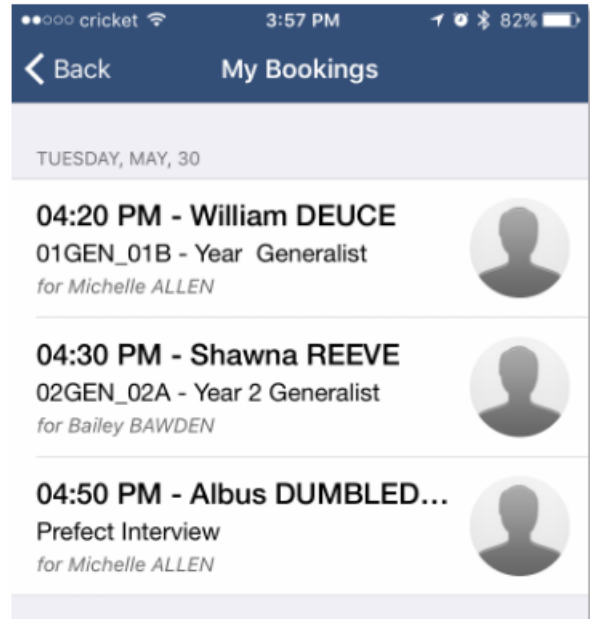 cricket 3:57 PM 82%
Back My Bookings
TUESDAY, MAY, 30
04:20 PM - William DEUCE
01GEN_01B - Year  Generalist
for Michelle ALLEN
04:30 PM - Shawna REEVE
02GEN_02A - Year 2 Generalist
for Bailey BAWDEN
04:50 PM - Albus DUMBLED...
Prefect Interview
for Michelle ALLEN